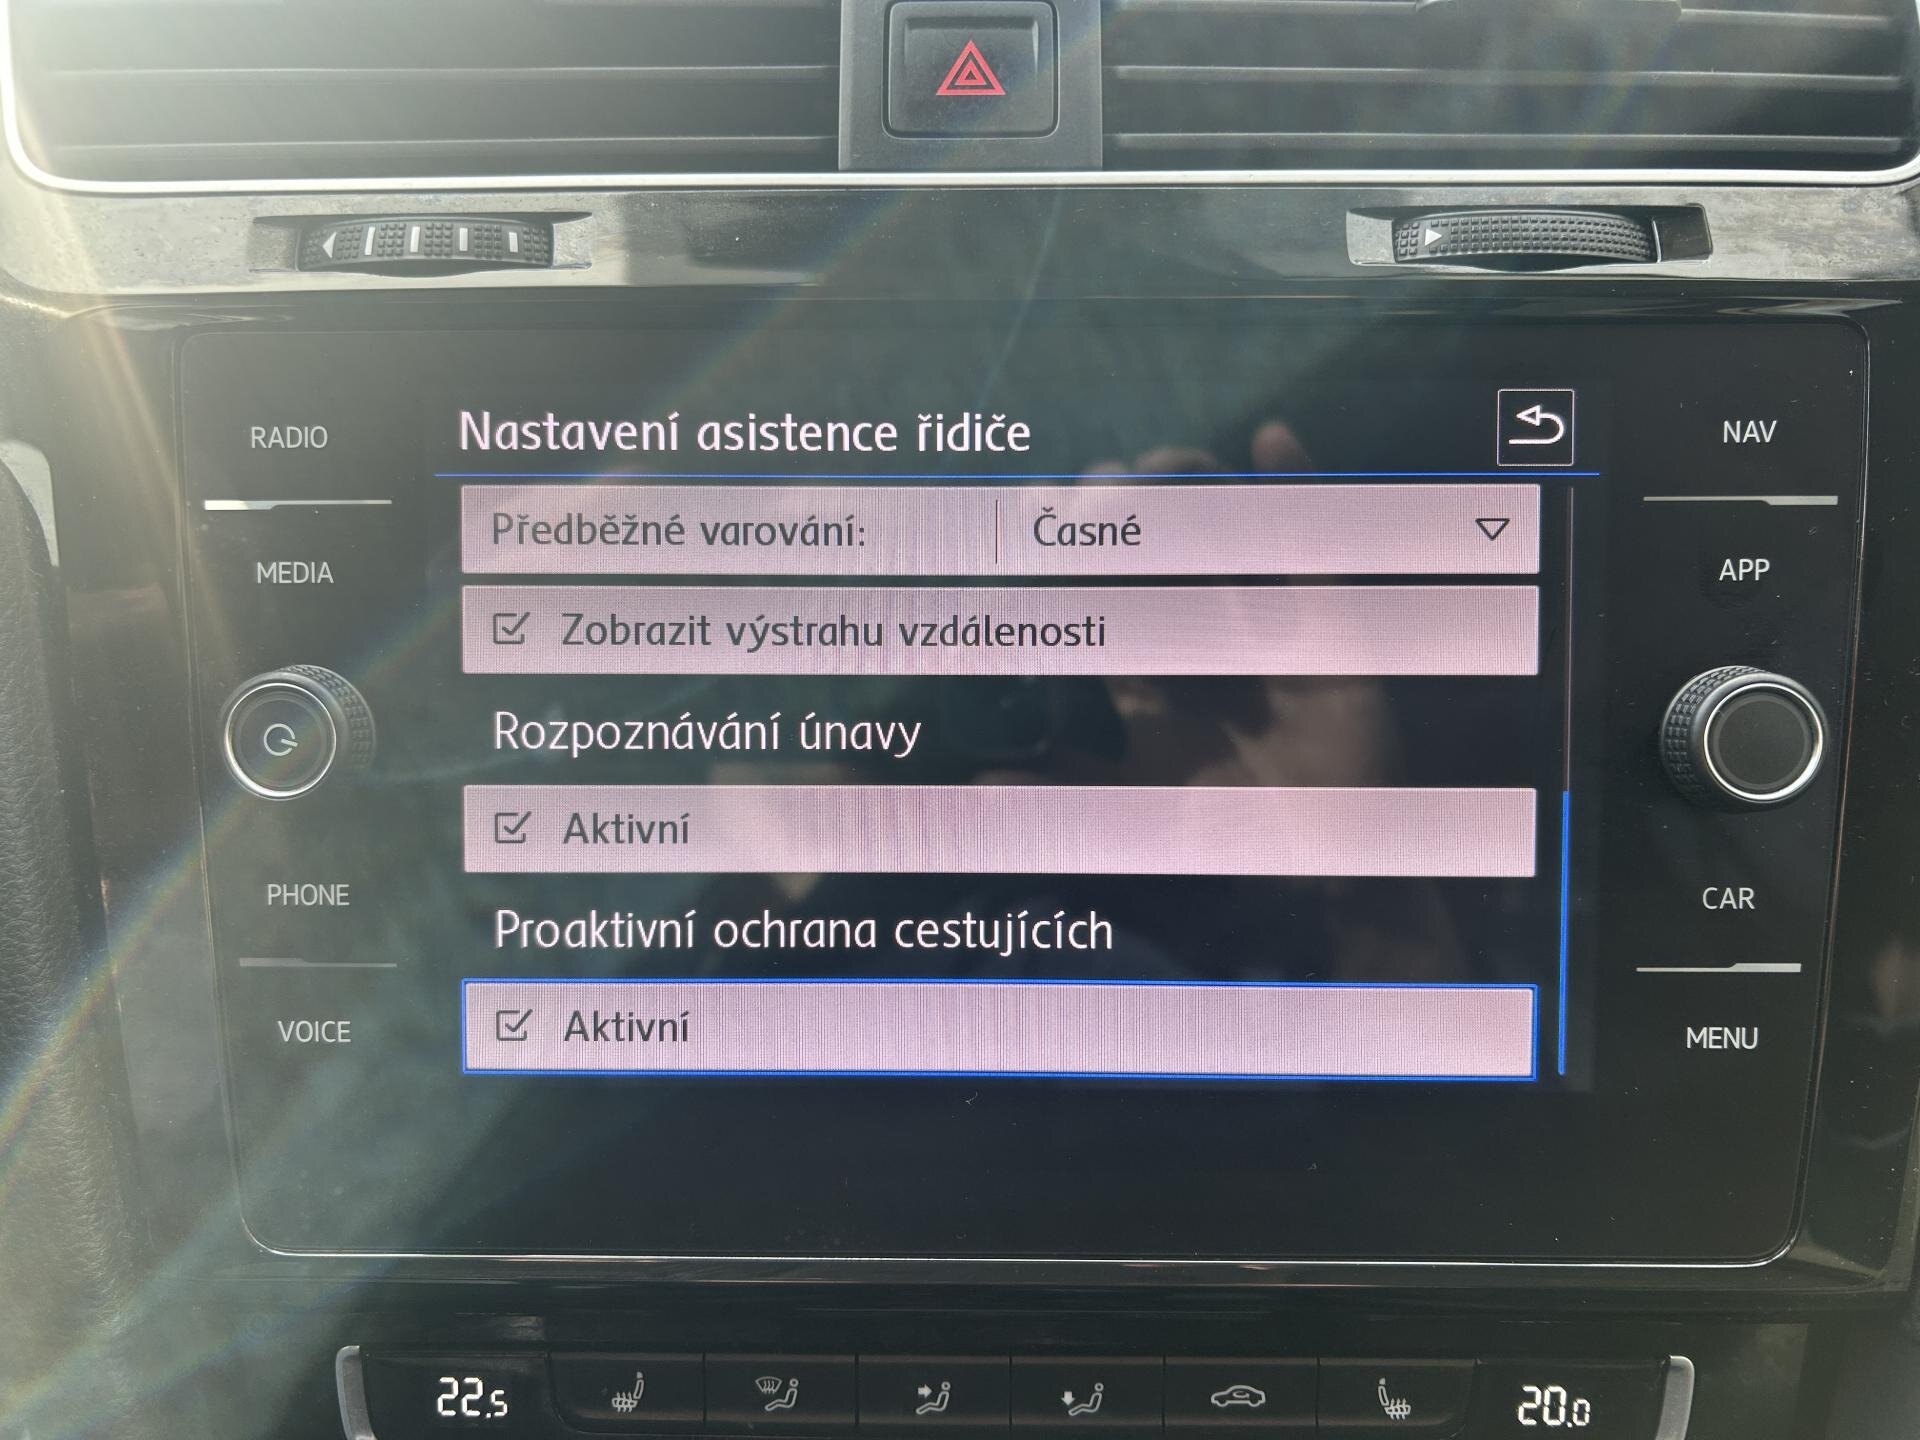 RADIO
MEDIA
PHONE
VOICE
Nastavení asistence řidiče
Předběžné varování: Časné
Zobrazit výstrahu vzdálenosti
Rozpoznávání únavy
Aktivní
Proaktivní ochrana cestujících
Aktivní
NAV
APP
CAR
MENU
22.5
20.0